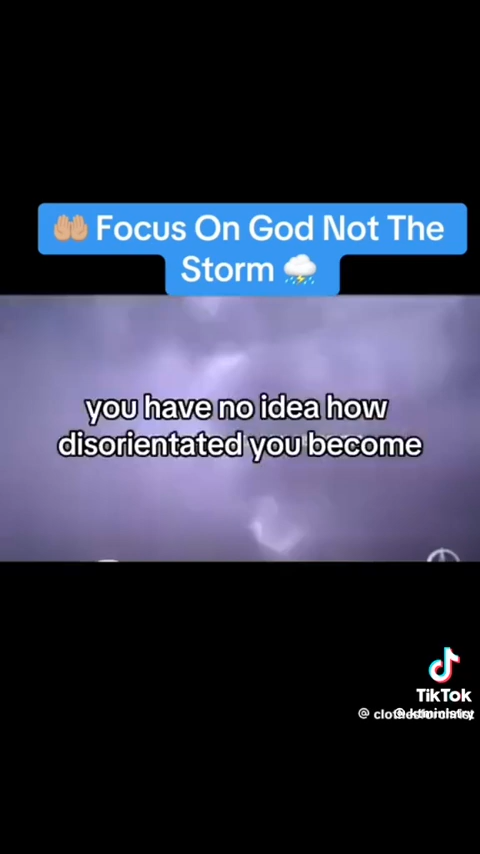 🤲🏼 Focus On God Not The
Storm ⛈️
you have no idea how
disorientated you become
TikTok